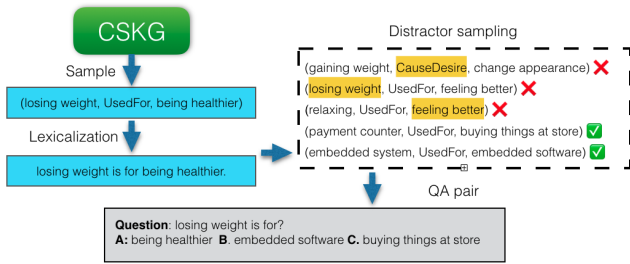 CSKG
Sample
(losing weight, UsedFor, being healthier)
Lexicalization
losing weight is for being healthier.
Distractor sampling
(gaining weight, CauseDesire, change appearance)
(losing weight, UsedFor, feeling better)
(relaxing, UsedFor, feeling better)
(payment counter, UsedFor, buying things at store)
(embedded system, UsedFor, embedded software)
QA pair
Question: losing weight is for?
A: being healthier B. embedded software C. buying things at store